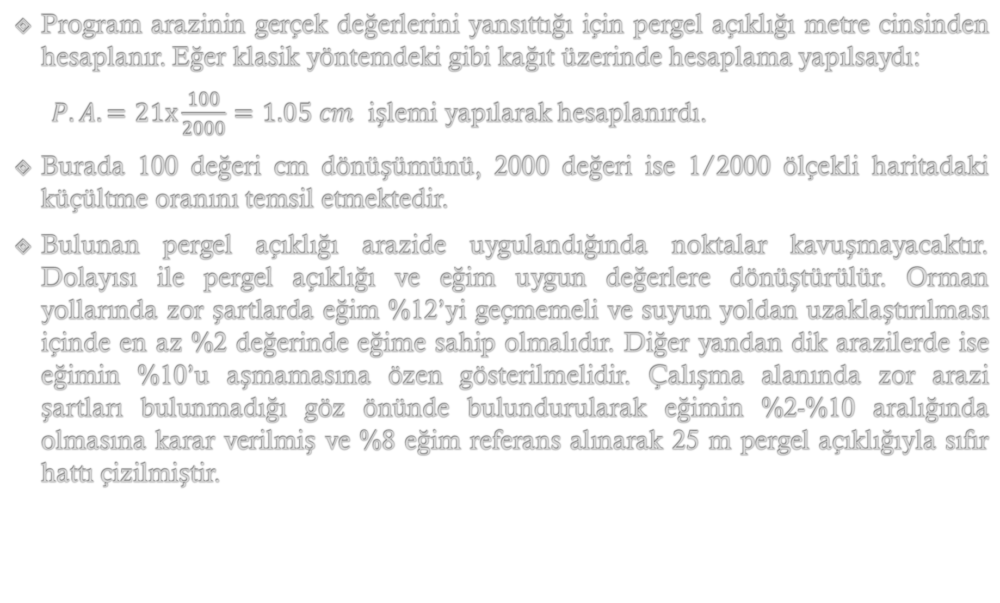 Program arazinin gerçek değerlerini yansıttığı için pergel açıklığı metre cinsinden
hesaplanır. Eğer klasik yöntemdeki gibi kağıt üzerinde hesaplama yapılsaydı:
P. A. = 21x100/2000 = 1.05 cm işlemi yapılarak hesaplanırdı.
Burada 100 değeri cm dönüşümünü, 2000 değeri ise 1/2000 ölçekli haritadaki
küçültme oranını temsil etmektedir.
Bulunan pergel açıklığı arazide uygulandığında noktalar kavuşmayacaktır.
Dolayısı ile pergel açıklığı ve eğim uygun değerlere dönüştürülür. Orman
yollarında zor şartlarda eğim %12’yi geçmemeli ve suyun yoldan uzaklaştırılması
içinde en az %2 değerinde eğime sahip olmalıdır. Diğer yandan dik arazilerde ise
eğimin %10’u aşmamasına özen gösterilmelidir. Çalışma alanında zor arazi
şartları bulunmadığı göz önünde bulundurularak eğimin %2-%10 aralığında
olmasına karar verilmiş ve %8 eğim referans alınarak 25 m pergel açıklığıyla sıfır
hattı çizilmiştir.